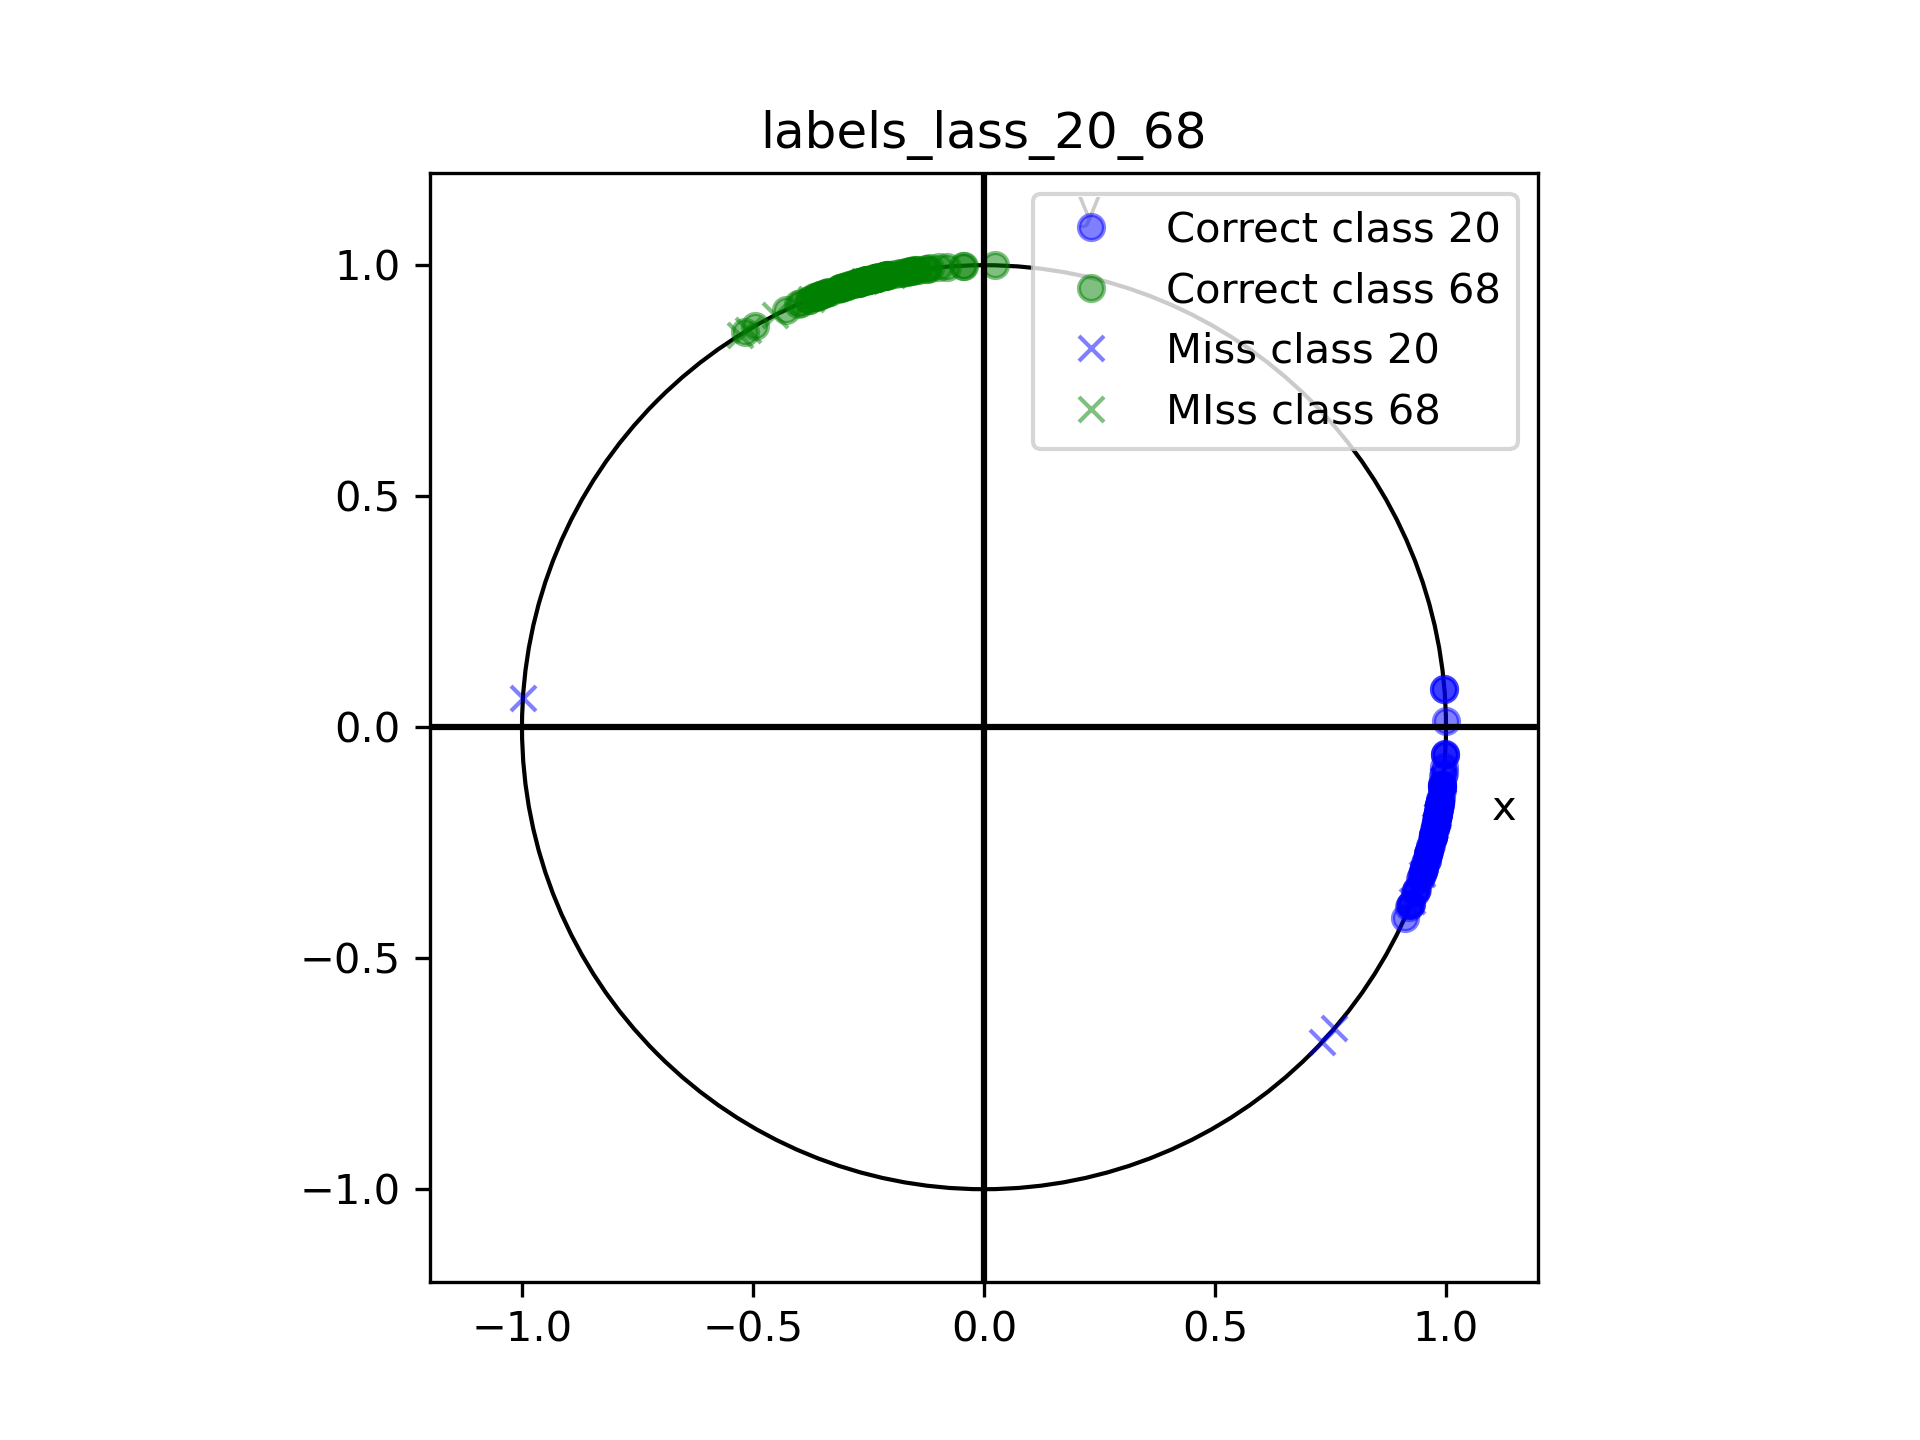 labels_lass_20_68
y
Correct class 20
Correct class 68
Miss class 20
MIss class 68
1.0
0.5
0.0
−0.5
−1.0
x
−1.0 −0.5 0.0 0.5 1.0